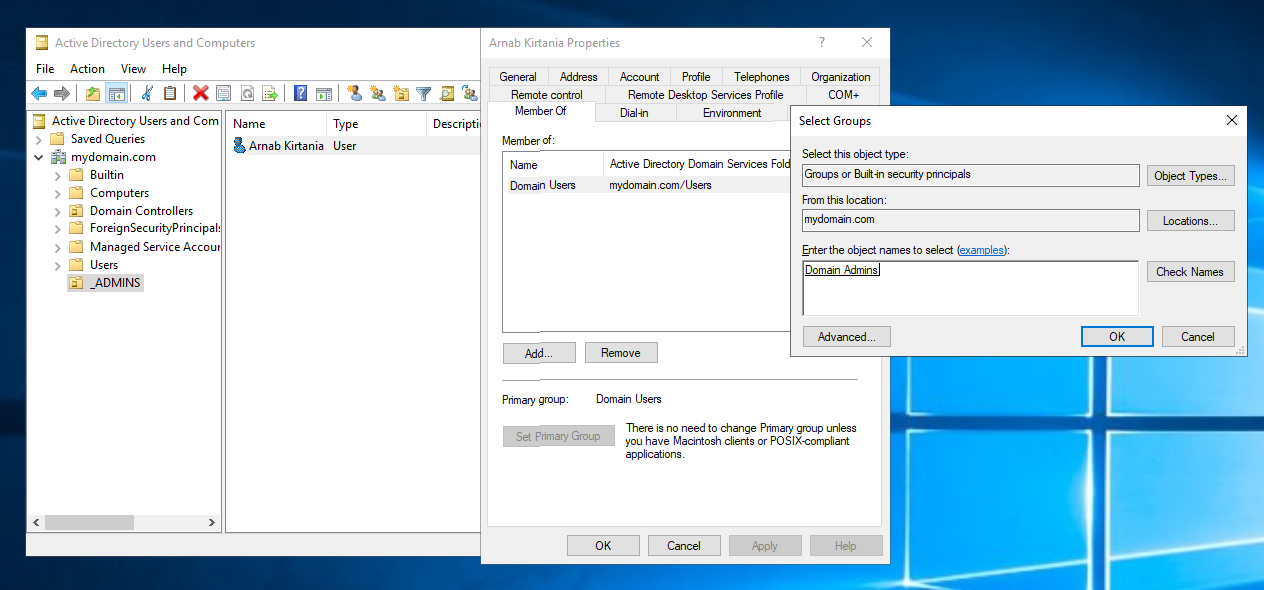 Active Directory Users and Computers
File Action View Help
Active Directory Users and Com
Saved Queries
mydomain.com
Builtin
Computers
Domain Controllers
ForeignSecurityPrincipals
Managed Service Accour
Users
_ADMINS
Name Type Descripti
Arnab Kirtania User
Arnab Kirtania Properties
General Address Account Profile Telephones Organization
Remote control Remote Desktop Services Profile COM+
Member Of Dial-in Environment
Member of:
Name Active Directory Domain Services Fold
Domain Users mydomain.com/Users
Add... Remove
Primary group: Domain Users
Set Primary Group
There is no need to change Primary group unless
you have Macintosh clients or POSIX-compliant
applications.
OK Cancel Apply Help
Select Groups
Select this object type:
Groups or Built-in security principals Object Types...
From this location:
mydomain.com Locations...
Enter the object names to select (examples):
Domain Admins Check Names
Advanced... OK Cancel